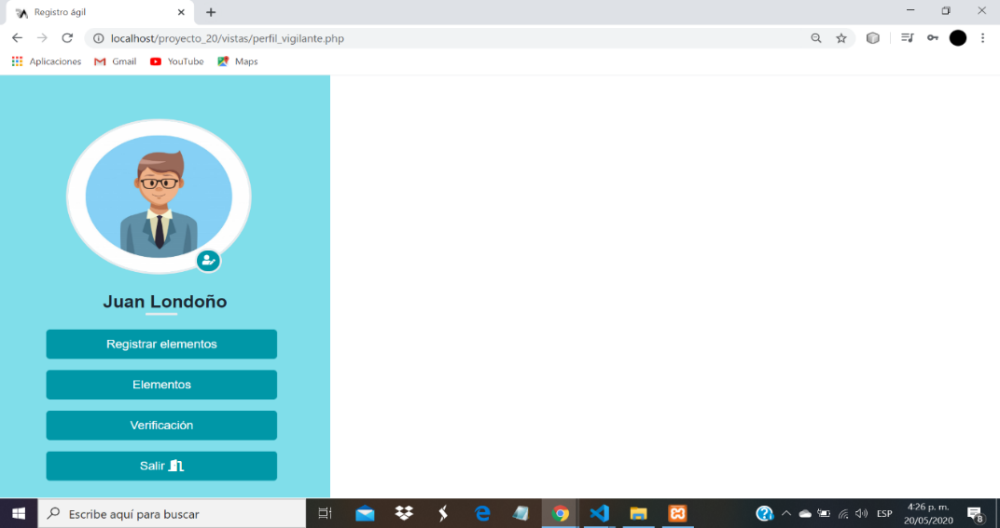 Registro ágil
localhost/proyecto_20/vistas/perfil_vigilante.php
Aplicaciones Gmail YouTube Maps
Juan Londoño
Registrar elementos
Elementos
Verificación
Salir
Escribe aquí para buscar
ESP
4:26 p. m.
20/05/2020
8